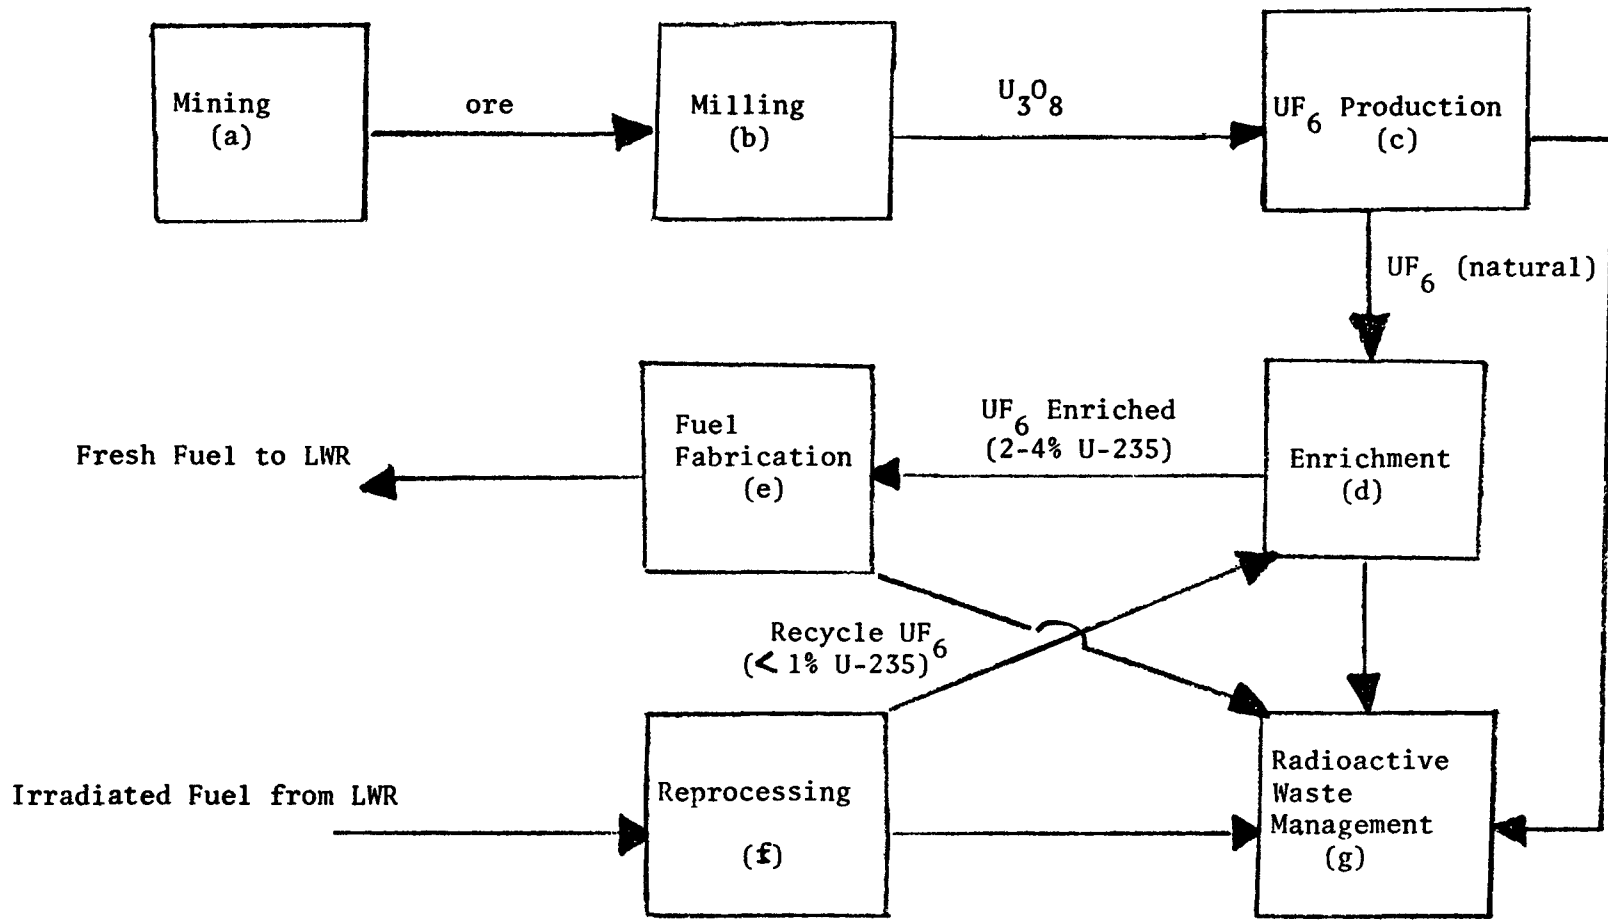 Mining
(a)
ore
Milling
(b)
U3O8
UF6 Production
(c)
UF6 (natural)
Fresh Fuel to LWR
Fuel
Fabrication
(e)
UF6 Enriched
(2-4% U-235)
Enrichment
(d)
Recycle UF6
(< 1% U-235)
Irradiated Fuel from LWR
Reprocessing
(f)
Radioactive
Waste
Management
(g)